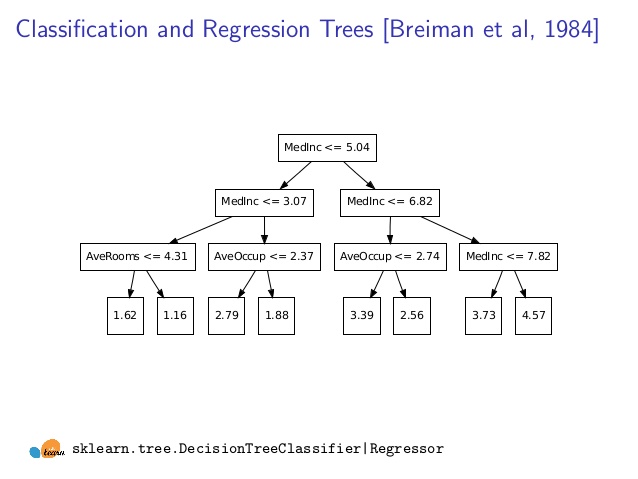 Classification and Regression Trees [Breiman et al, 1984]
MedInc <= 5.04
MedInc <= 3.07
MedInc <= 6.82
AveRooms <= 4.31
AveOccup <= 2.37
AveOccup <= 2.74
MedInc <= 7.82
1.62
1.16
2.79
1.88
3.39
2.56
3.73
4.57
learn
sklearn.tree.DecisionTreeClassifier|Regressor